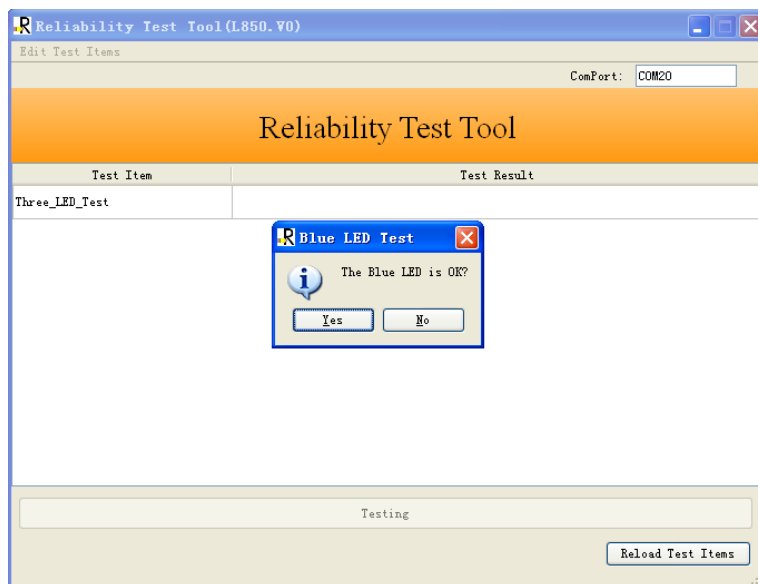 Reliability Test Tool(L850.V0)
Edit Test Items
ComPort: COM20
Reliability Test Tool
Test Item Test Result
Three_LED_Test
Blue LED Test
The Blue LED is OK?
Yes No
Testing
Reload Test Items